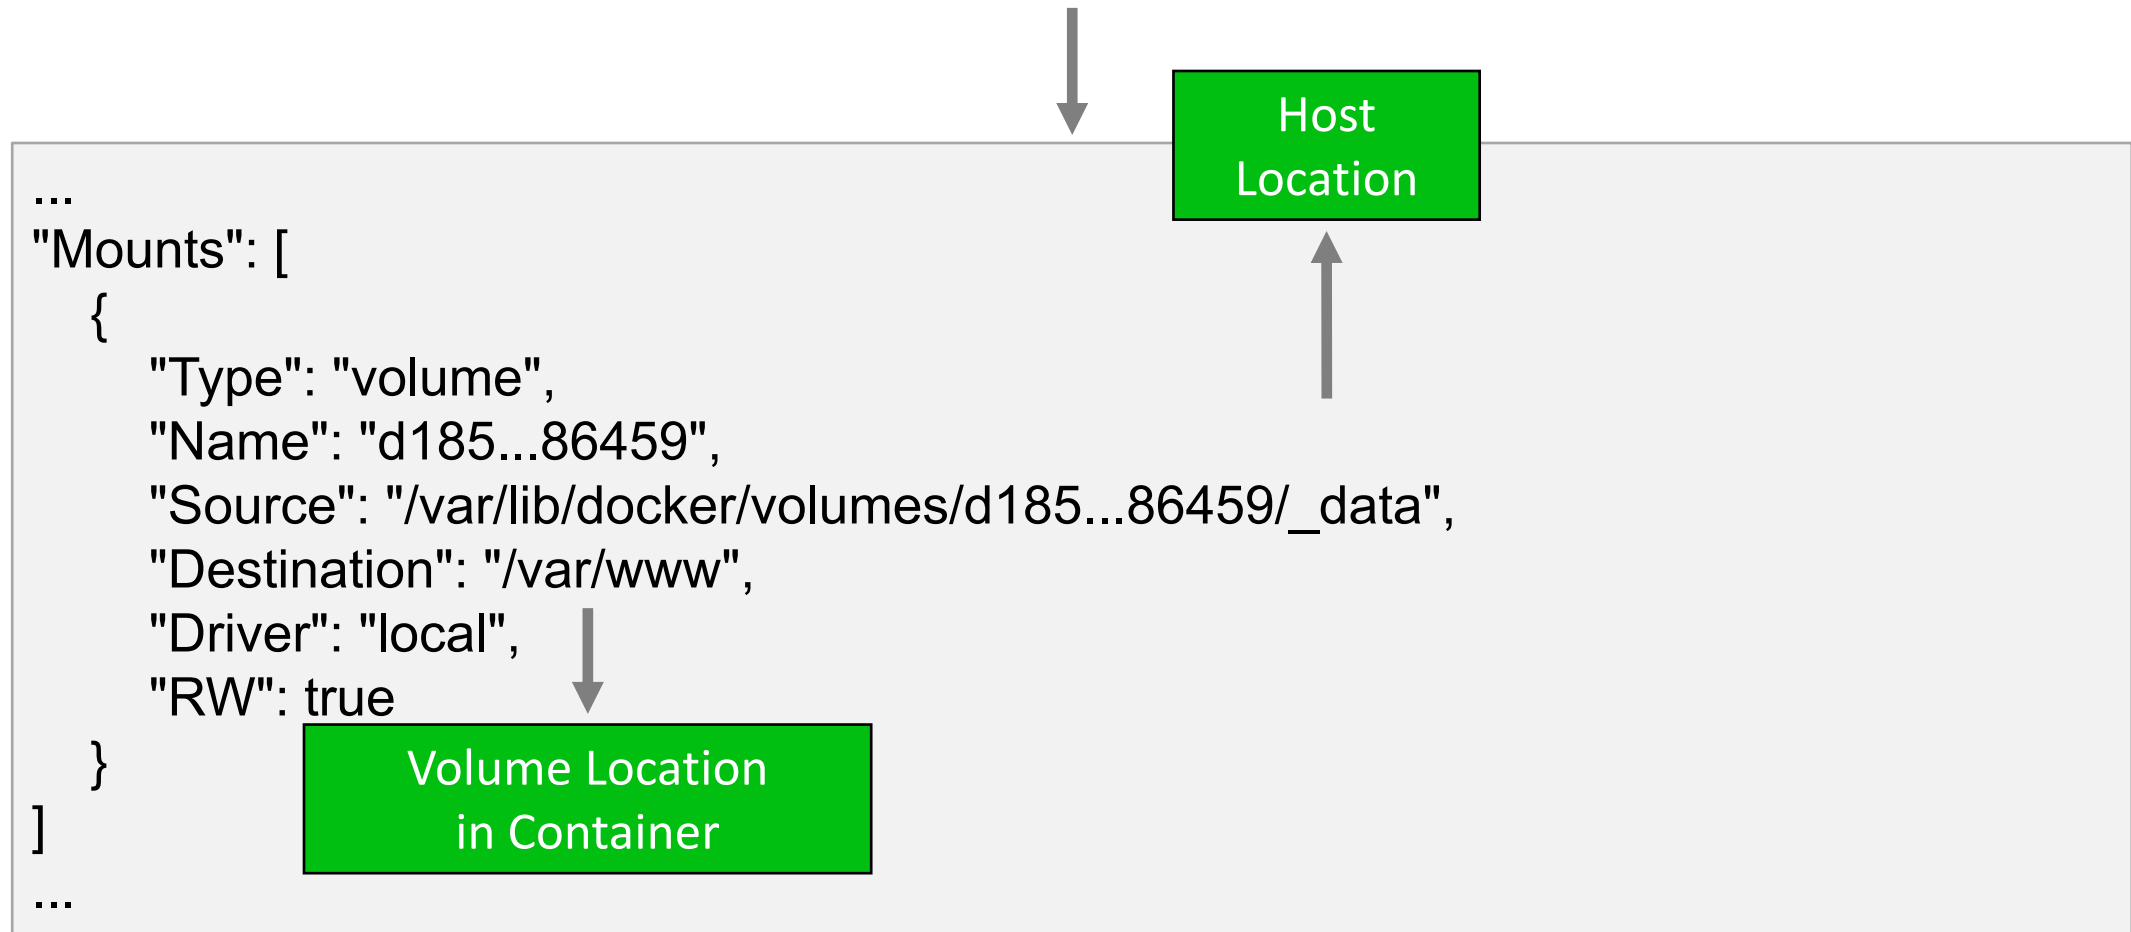 Host
Location
...
"Mounts": [
{
"Type": "volume",
"Name": "d185...86459",
"Source": "/var/lib/docker/volumes/d185...86459/_data",
"Destination": "/var/www",
"Driver": "local",
"RW": true
}
]
...
Volume Location
in Container